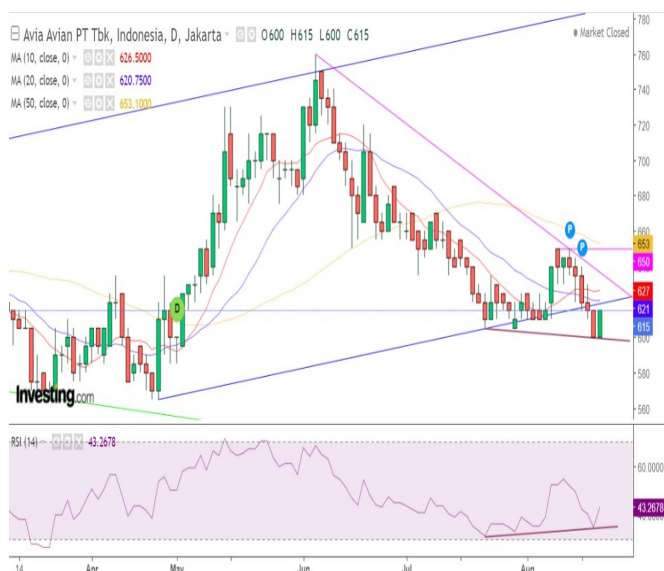 Avia Avian PT Tbk, Indonesia, D, Jakarta O600 H615 L600 C615
Market Closed
MA (10, close, 0) 626.5000
MA (20, close, 0) 620.7500
MA (50, close, 0) 653.1000
780
760
740
720
700
680
660
653
650
627
621
615
600
580
560
P
P
D
Investing.com
RSI (14) 43.2678
60.0000
43.2678
14 Apr May Jun Jul Aug